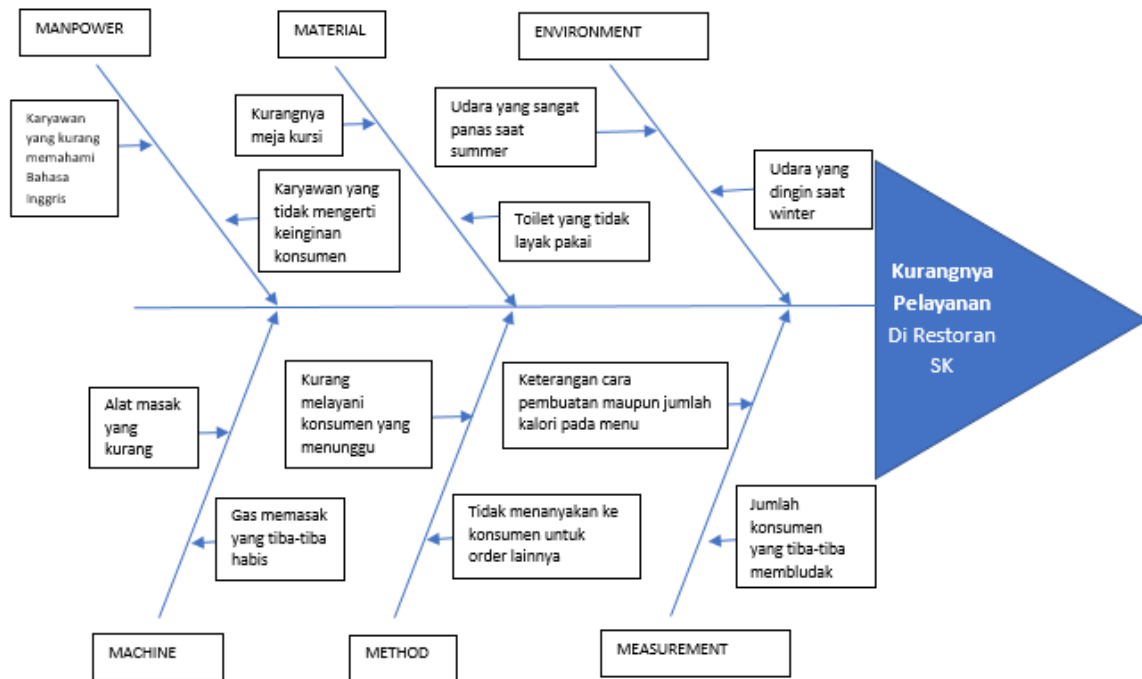 MANPOWER
MATERIAL
ENVIRONMENT
Karyawan
yang kurang
memahami
Bahasa
Inggris
Kurangnya
meja kursi
Udara yang sangat
panas saat
summer
Karyawan yang
tidak mengerti
keinginan
konsumen
Toilet yang tidak
layak pakai
Udara yang
dingin saat
winter
Kurangnya
Pelayanan
Di Restoran
SK
Alat masak
yang
kurang
Kurang
melayani
konsumen yang
menunggu
Keterangan cara
pembuatan maupun jumlah
kalori pada menu
Gas memasak
yang tiba-tiba
habis
Tidak menanyakan ke
konsumen untuk
order lainnya
Jumlah
konsumen
yang tiba-tiba
membludak
MACHINE
METHOD
MEASUREMENT